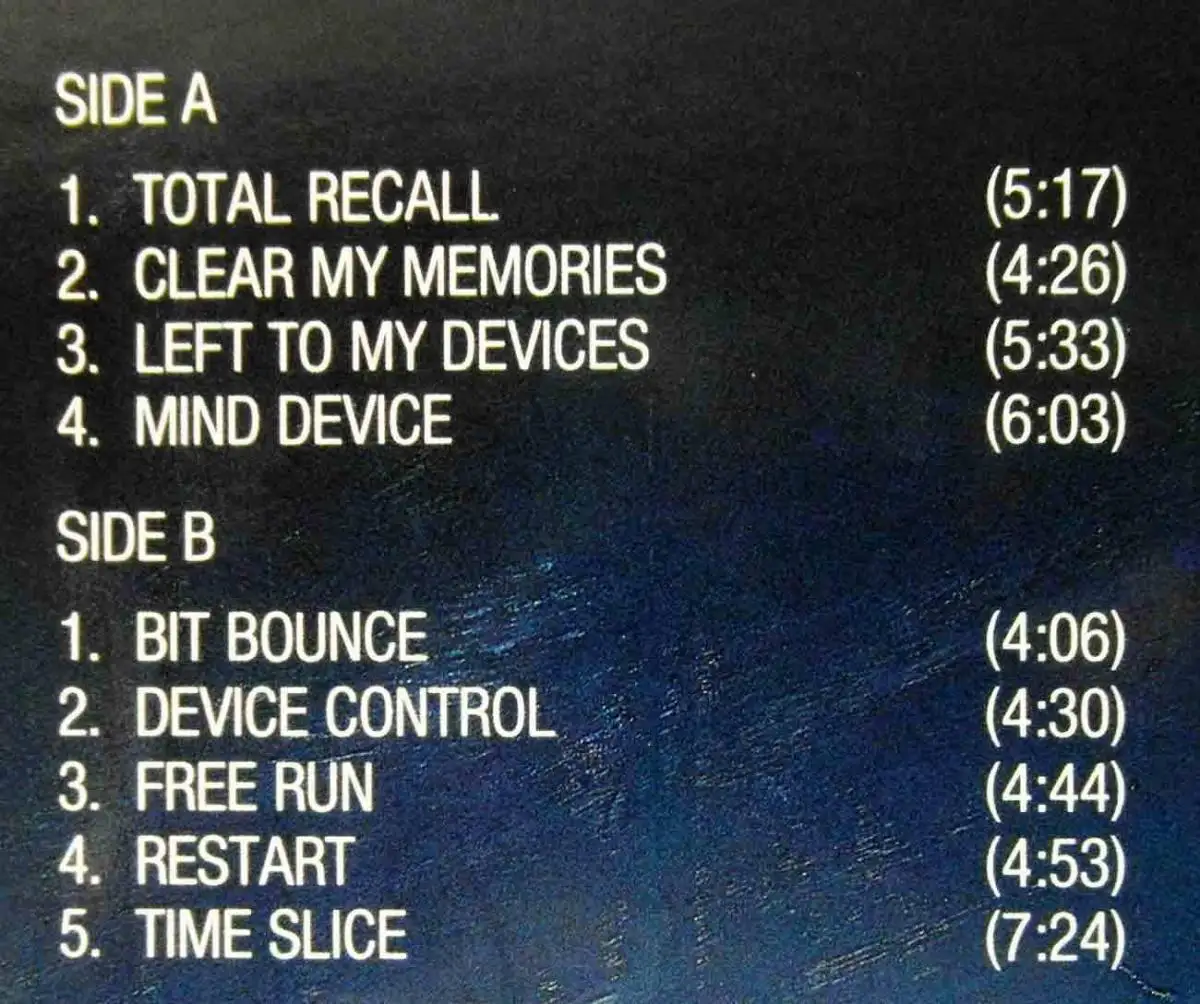 SIDE A
1. TOTAL RECALL (5:17)
2. CLEAR MY MEMORIES (4:26)
3. LEFT TO MY DEVICES (5:33)
4. MIND DEVICE (6:03)
SIDE B
1. BIT BOUNCE (4:06)
2. DEVICE CONTROL (4:30)
3. FREE RUN (4:44)
4. RESTART (4:53)
5. TIME SLICE (7:24)